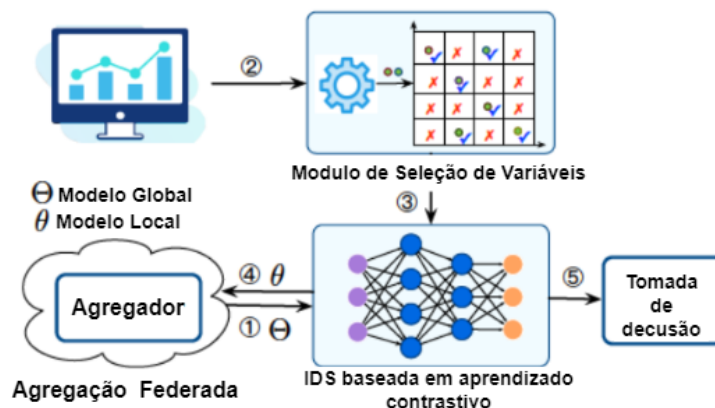 ②
Modulo de Seleção de Variáveis
Θ Modelo Global
θ Modelo Local
③
④ θ
① Θ
Agregador
Agregação Federada
⑤
Tomada
de
decusão
IDS baseada em aprendizado
contrastivo